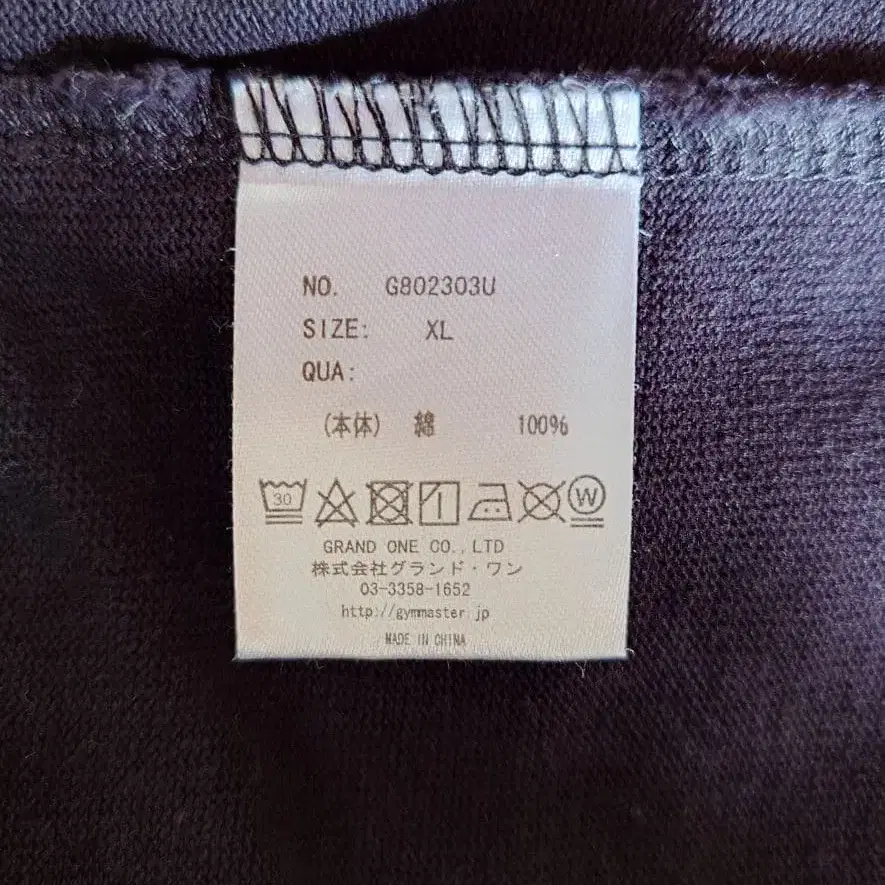 NO. G802303U
SIZE: XL
QUA:
(本体) 綿 100%
30 W
GRAND ONE CO.,LTD
株式会社グランド・ワン
03-3358-1652
http://gymmaster.jp
MADE IN CHINA